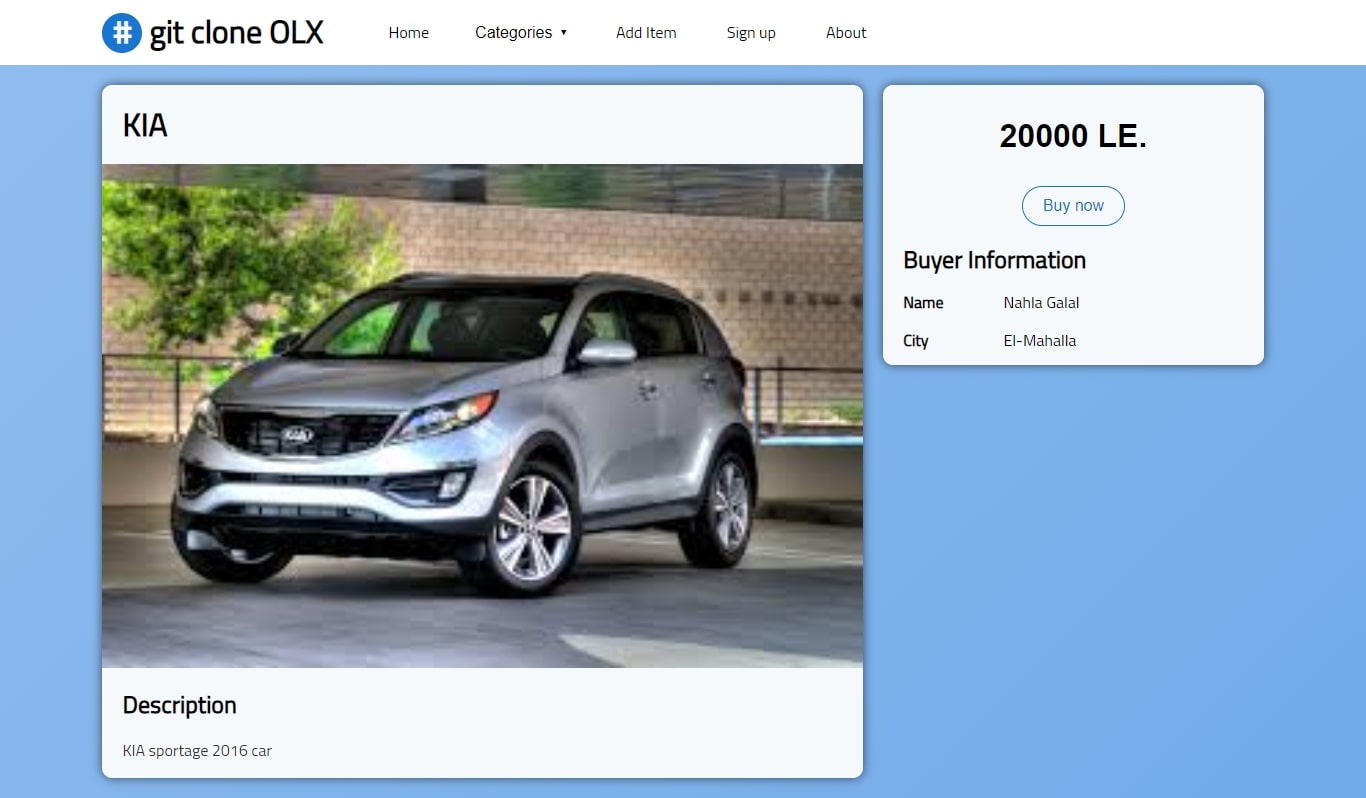 # git clone OLX
Home
Categories ▼
Add Item
Sign up
About
KIA
KIA
Description
KIA sportage 2016 car
20000 LE.
Buy now
Buyer Information
Name Nahla Galal
City El-Mahalla